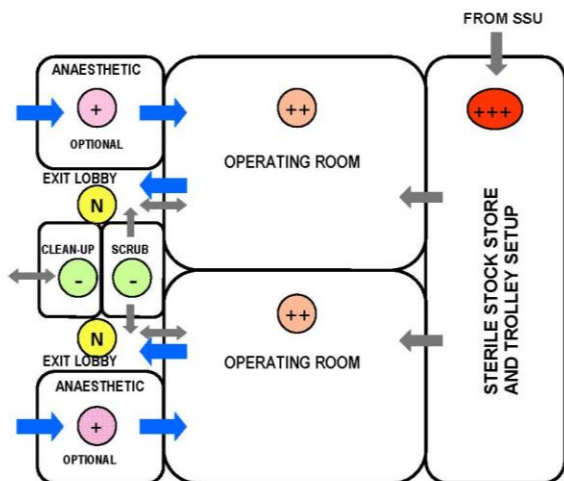 FROM SSU
ANAESTHETIC
+
OPTIONAL
++
OPERATING ROOM
+++
EXIT LOBBY
N
CLEAN-UP
-
SCRUB
-
STERILE STOCK STORE
AND TROLLEY SETUP
N
EXIT LOBBY
++
OPERATING ROOM
ANAESTHETIC
+
OPTIONAL